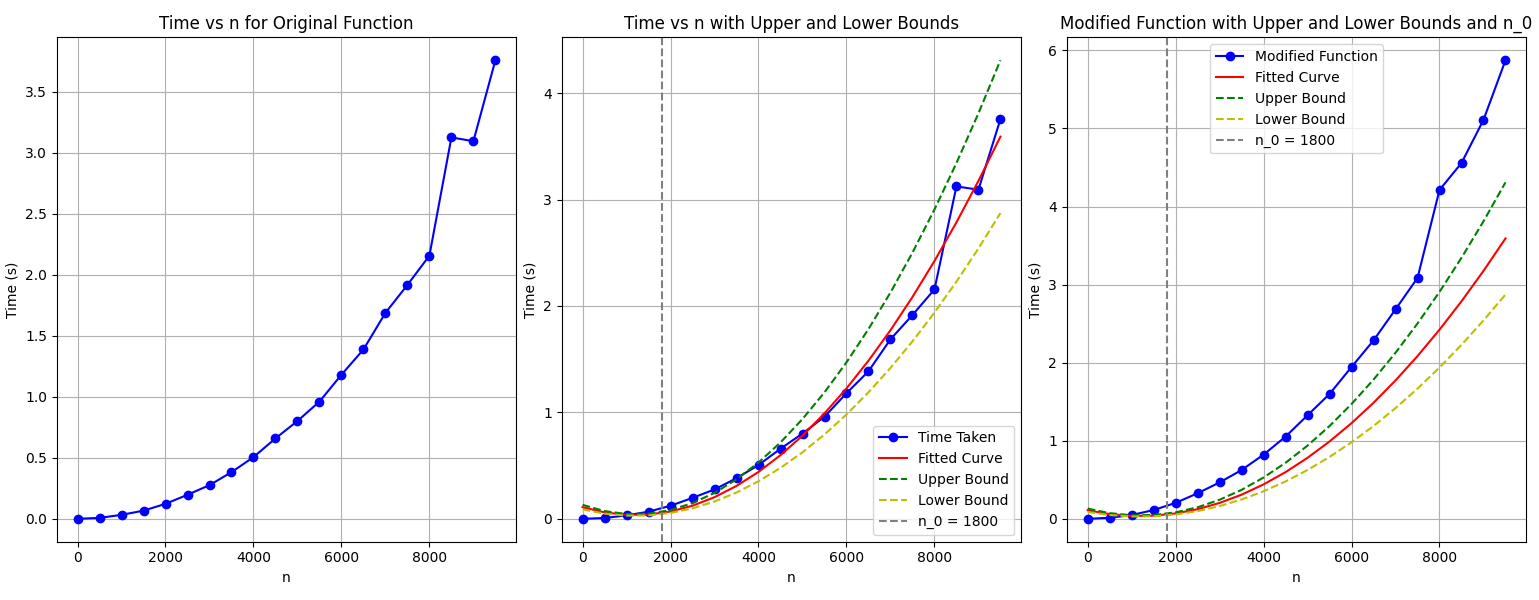 Time vs n for Original Function
Time (s)
3.5
3.0
2.5
2.0
1.5
1.0
0.5
0.0
0 2000 4000 6000 8000
n
Time vs n with Upper and Lower Bounds
Time (s)
4
3
2
1
0
Time Taken
Fitted Curve
Upper Bound
Lower Bound
n_0 = 1800
0 2000 4000 6000 8000
n
Modified Function with Upper and Lower Bounds and n_0
Time (s)
6
5
4
3
2
1
0
Modified Function
Fitted Curve
Upper Bound
Lower Bound
n_0 = 1800
0 2000 4000 6000 8000
n